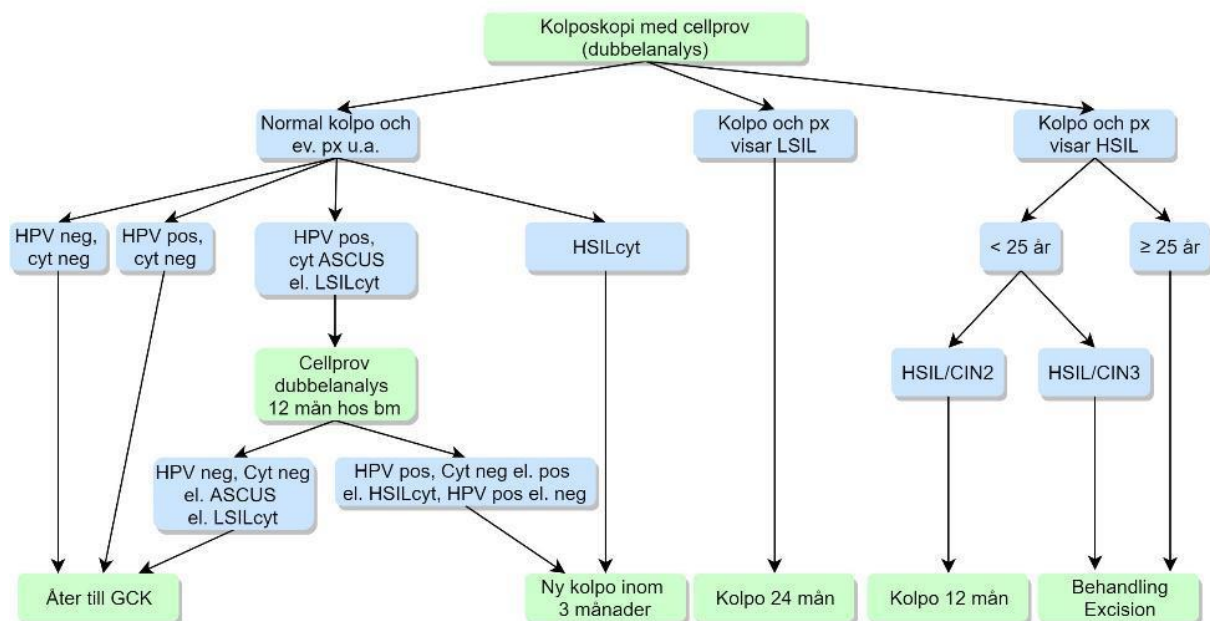 Kolposkopi med cellprov
(dubbelanalys)
Normal kolpo och
ev. px u.a.
Kolpo och px
visar LSIL
Kolpo och px
visar HSIL
HPV neg,
cyt neg
HPV pos,
cyt neg
HPV pos,
cyt ASCUS
el. LSILcyt
HSILcyt
< 25 år
≥ 25 år
Cellprov
dubbelanalys
12 mån hos bm
HSIL/CIN2
HSIL/CIN3
HPV neg, Cyt neg
el. ASCUS
el. LSILcyt
HPV pos, Cyt neg el. pos
el. HSILcyt, HPV pos el. neg
Åter till GCK
Ny kolpo inom
3 månader
Kolpo 24 mån
Kolpo 12 mån
Behandling
Excision